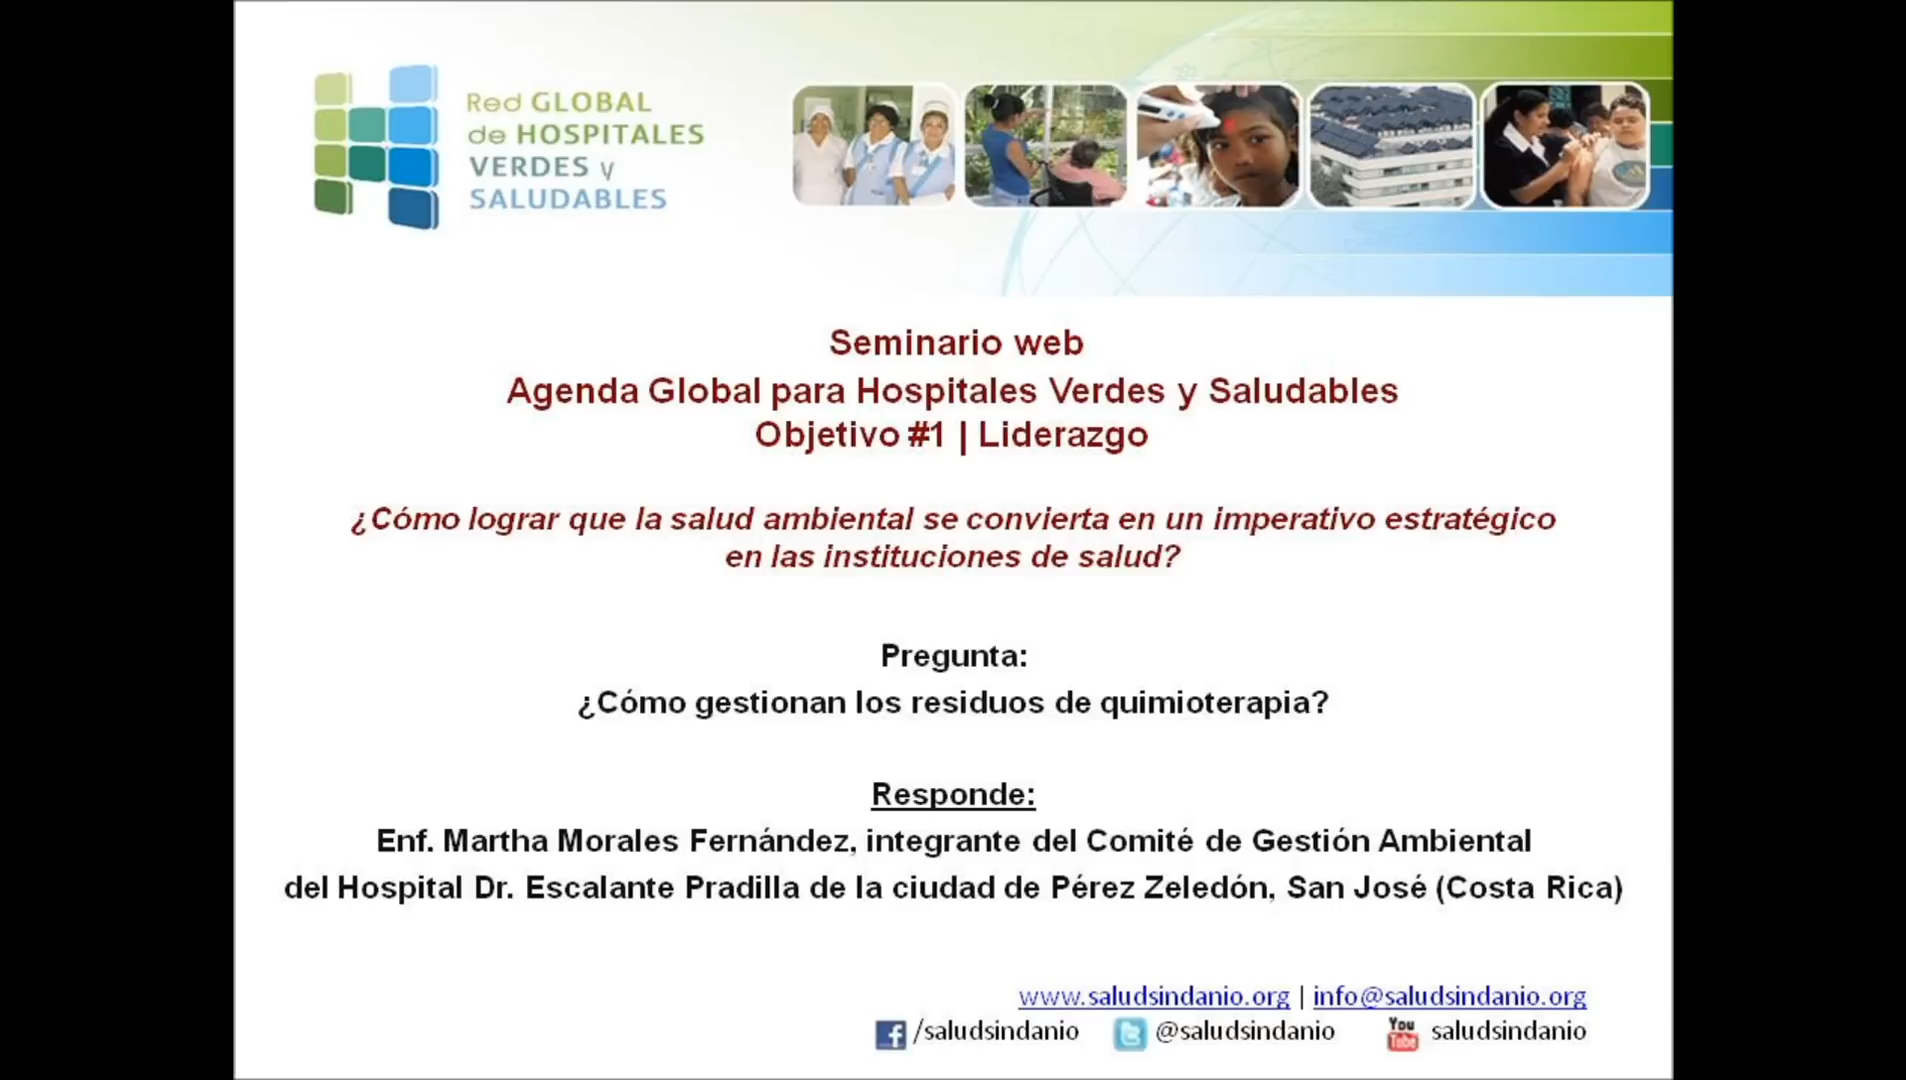 Red GLOBAL
de HOSPITALES
VERDES y
SALUDABLES
Seminario web
Agenda Global para Hospitales Verdes y Saludables
Objetivo #1 | Liderazgo
¿Cómo lograr que la salud ambiental se convierta en un imperativo estratégico
en las instituciones de salud?
Pregunta:
¿Cómo gestionan los residuos de quimioterapia?
Responde:
Enf. Martha Morales Fernández, integrante del Comité de Gestión Ambiental
del Hospital Dr. Escalante Pradilla de la ciudad de Pérez Zeledón, San José (Costa Rica)
www.saludsindanio.org | info@saludsindanio.org
/saludsindanio @saludsindanio You Tube saludsindanio